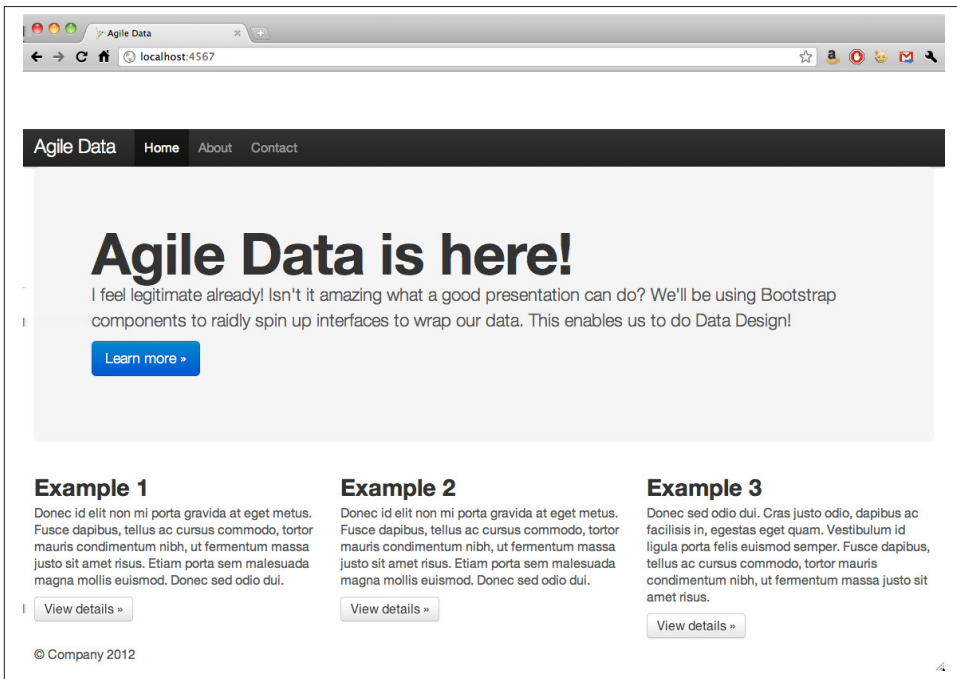 Agile Data
localhost:4567
Agile Data Home About Contact
Agile Data is here!
I feel legitimate already! Isn't it amazing what a good presentation can do? We'll be using Bootstrap
components to raidly spin up interfaces to wrap our data. This enables us to do Data Design!
Learn more »
Example 1
Donec id elit non mi porta gravida at eget metus.
Fusce dapibus, tellus ac cursus commodo, tortor
mauris condimentum nibh, ut fermentum massa
justo sit amet risus. Etiam porta sem malesuada
magna mollis euismod. Donec sed odio dui.
View details »
Example 2
Donec id elit non mi porta gravida at eget metus.
Fusce dapibus, tellus ac cursus commodo, tortor
mauris condimentum nibh, ut fermentum massa
justo sit amet risus. Etiam porta sem malesuada
magna mollis euismod. Donec sed odio dui.
View details »
Example 3
Donec sed odio dui. Cras justo odio, dapibus ac
facilisis in, egestas eget quam. Vestibulum id
ligula porta felis euismod semper. Fusce dapibus,
tellus ac cursus commodo, tortor mauris
condimentum nibh, ut fermentum massa justo sit
amet risus.
View details »
© Company 2012